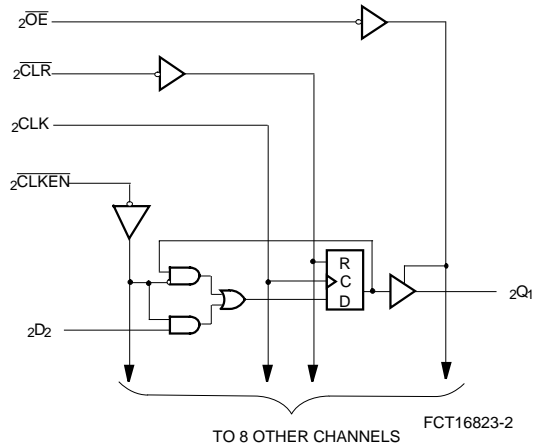 2OE
2CLR
2CLK
2CLKEN
R
C
D
2Q1
2D2
FCT16823-2
TO 8 OTHER CHANNELS